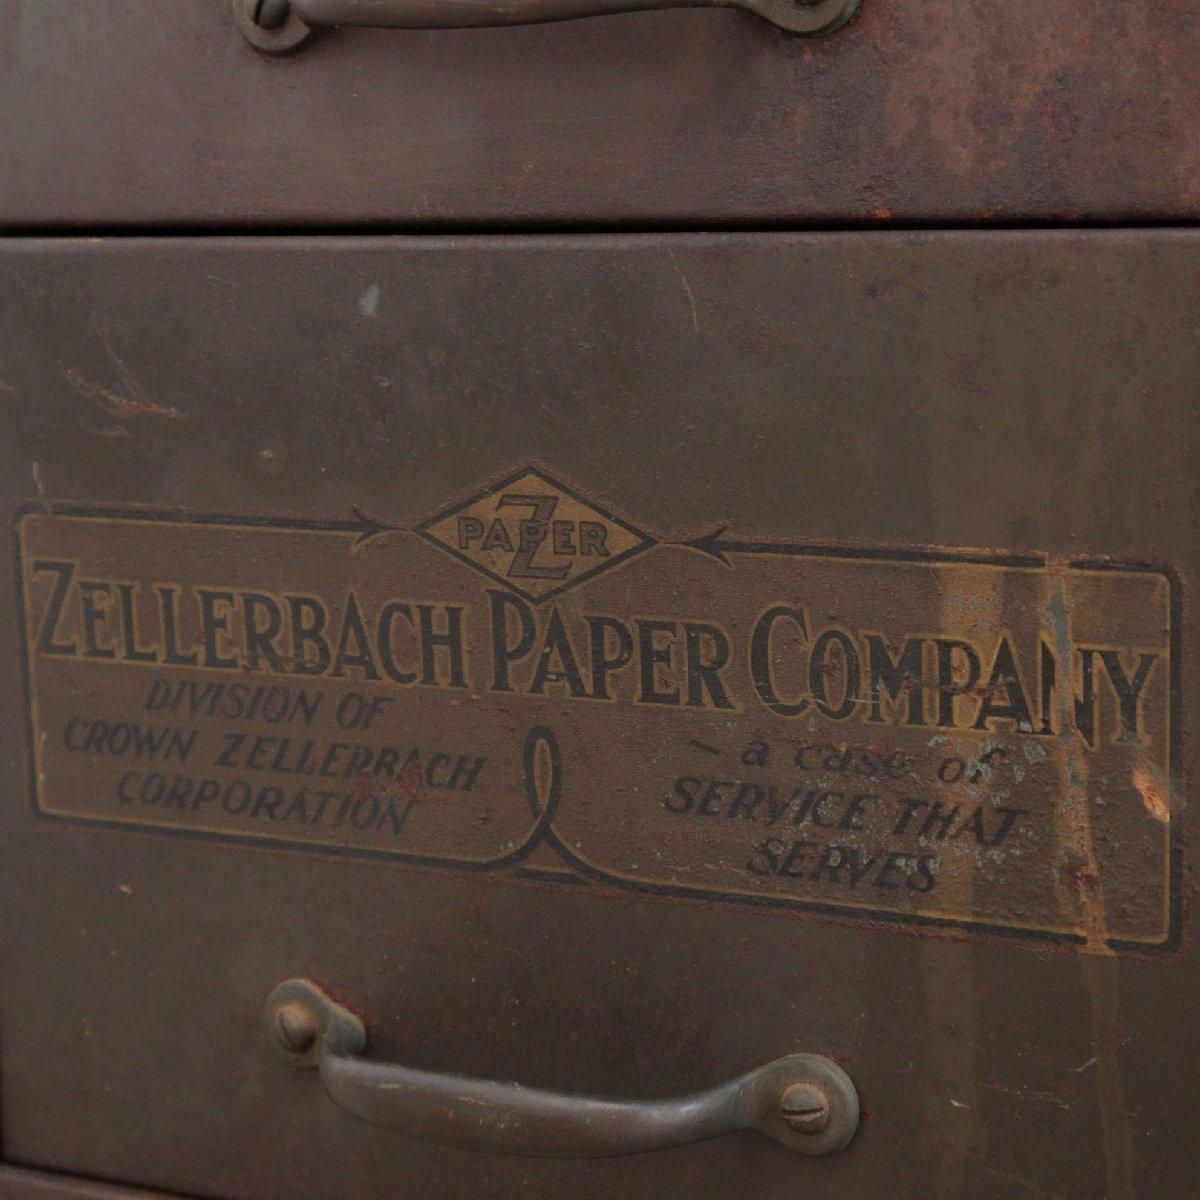 Z PAPER
ZELLERBACH PAPER COMPANY
DIVISION OF
CROWN ZELLERBACH
CORPORATION
— a case of
SERVICE THAT
SERVES